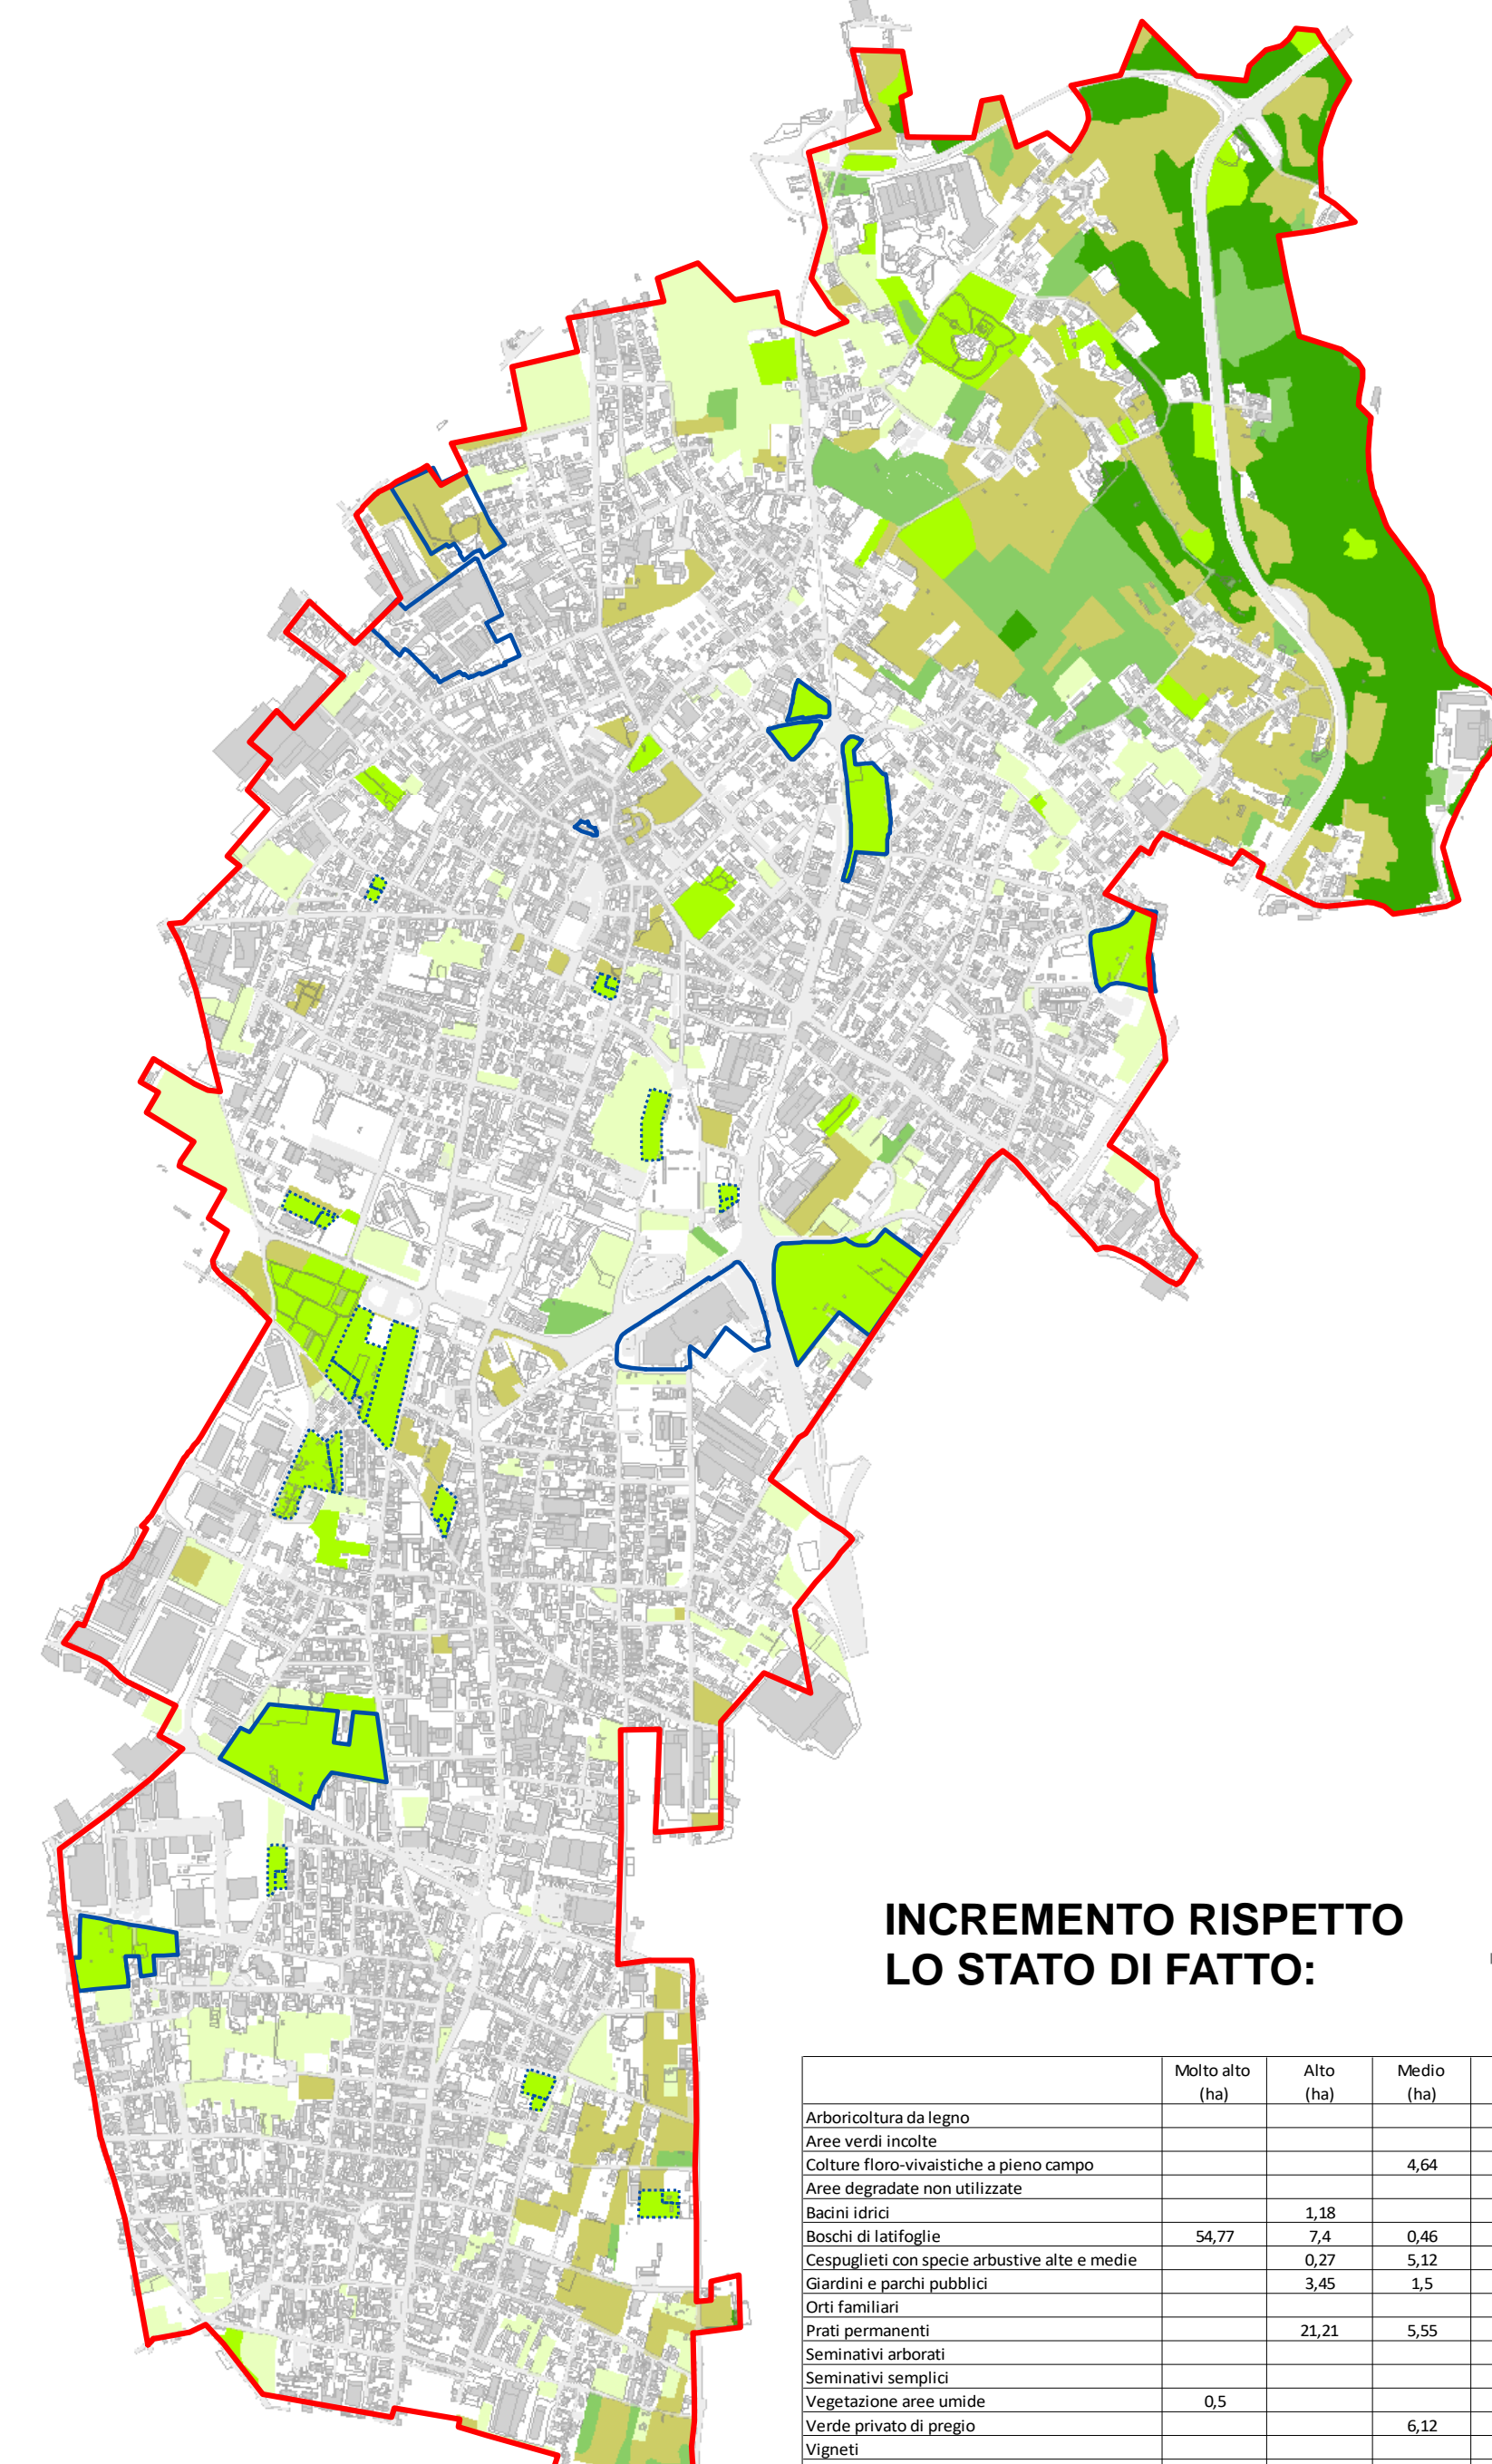 INCREMENTO RISPETTO
LO STATO DI FATTO:
Molto alto Alto Medio
(ha) (ha) (ha)
Arboricoltura da legno
Aree verdi incolte
Colture floro-vivaistiche a pieno campo 4,64
Aree degradate non utilizzate
Bacini idrici 1,18
Boschi di latifoglie 54,77 7,4 0,46
Cespuglieti con specie arbustive alte e medie 0,27 5,12
Giardini e parchi pubblici 3,45 1,5
Orti familiari
Prati permanenti 21,21 5,55
Seminativi arborati
Seminativi semplici
Vegetazione aree umide 0,5
Verde privato di pregio 6,12
Vigneti